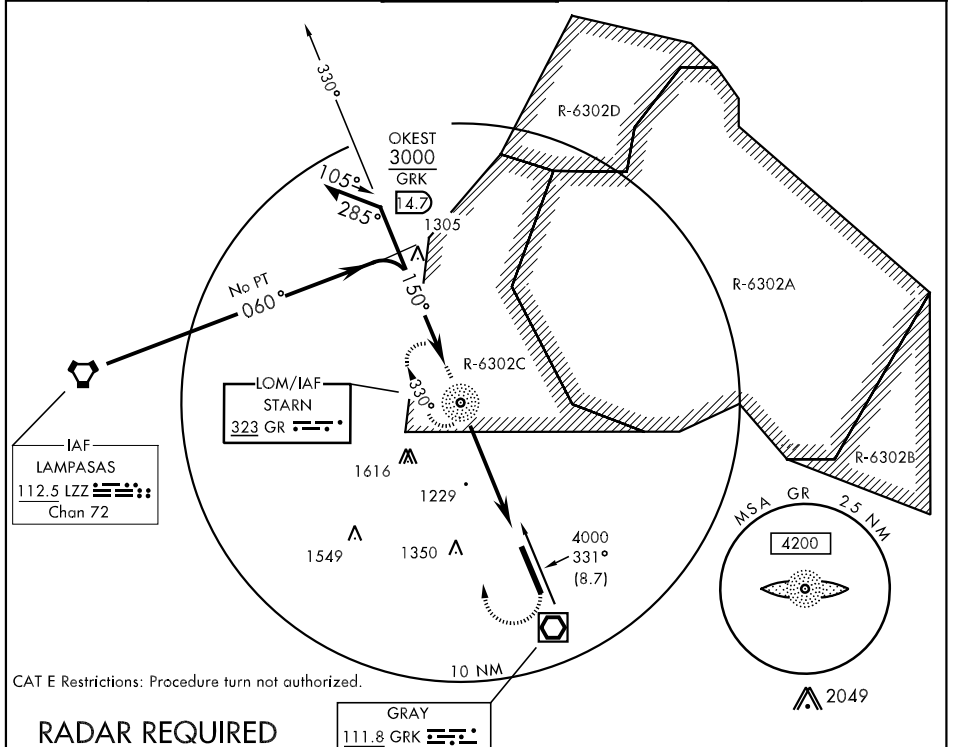 330°
R-6302D
OKEST
3000
GRK
14.7
105°
285°
1305
No PT
060°
150°
R-6302A
R-6302C
330°
LOM/IAF
STARN
323 GR
IAF
LAMPASAS
112.5 LZZ
Chan 72
1616
1229
R-6302B
MSA GR 25 NM
4200
1549
1350
4000
331°
(8.7)
10 NM
CAT E Restrictions: Procedure turn not authorized.
2049
RADAR REQUIRED
GRAY
111.8 GRK